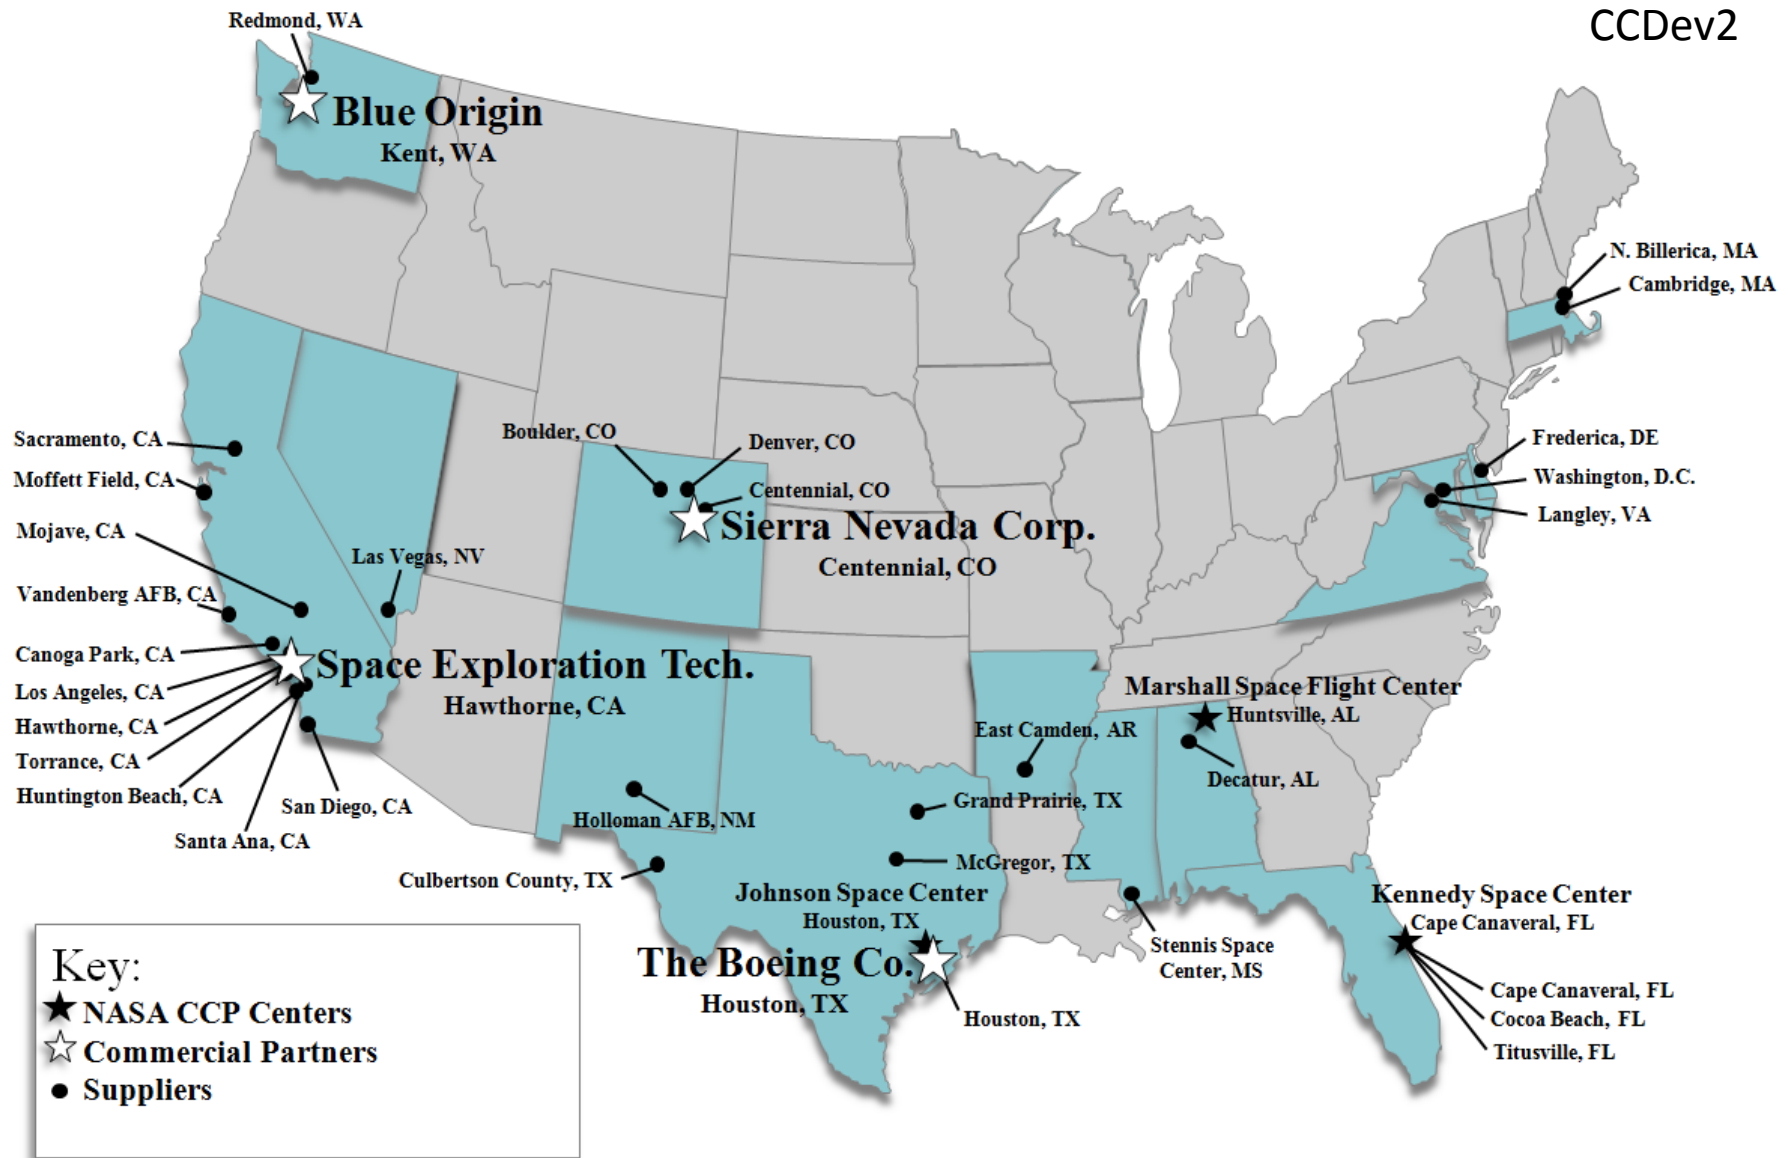 CCDev2
Redmond, WA
Blue Origin
Kent, WA
N. Billerica, MA
Cambridge, MA
Sacramento, CA
Moffett Field, CA
Mojave, CA
Vandenberg AFB, CA
Canoga Park, CA
Los Angeles, CA
Hawthorne, CA
Torrance, CA
Huntington Beach, CA
Santa Ana, CA
San Diego, CA
Las Vegas, NV
Space Exploration Tech.
Hawthorne, CA
Boulder, CO
Denver, CO
Centennial, CO
Sierra Nevada Corp.
Centennial, CO
Frederica, DE
Washington, D.C.
Langley, VA
Marshall Space Flight Center
Huntsville, AL
Decatur, AL
East Camden, AR
Grand Prairie, TX
Holloman AFB, NM
McGregor, TX
Culbertson County, TX
Johnson Space Center
Houston, TX
The Boeing Co.
Houston, TX
Houston, TX
Stennis Space
Center, MS
Kennedy Space Center
Cape Canaveral, FL
Cape Canaveral, FL
Cocoa Beach, FL
Titusville, FL
Key:
NASA CCP Centers
Commercial Partners
Suppliers